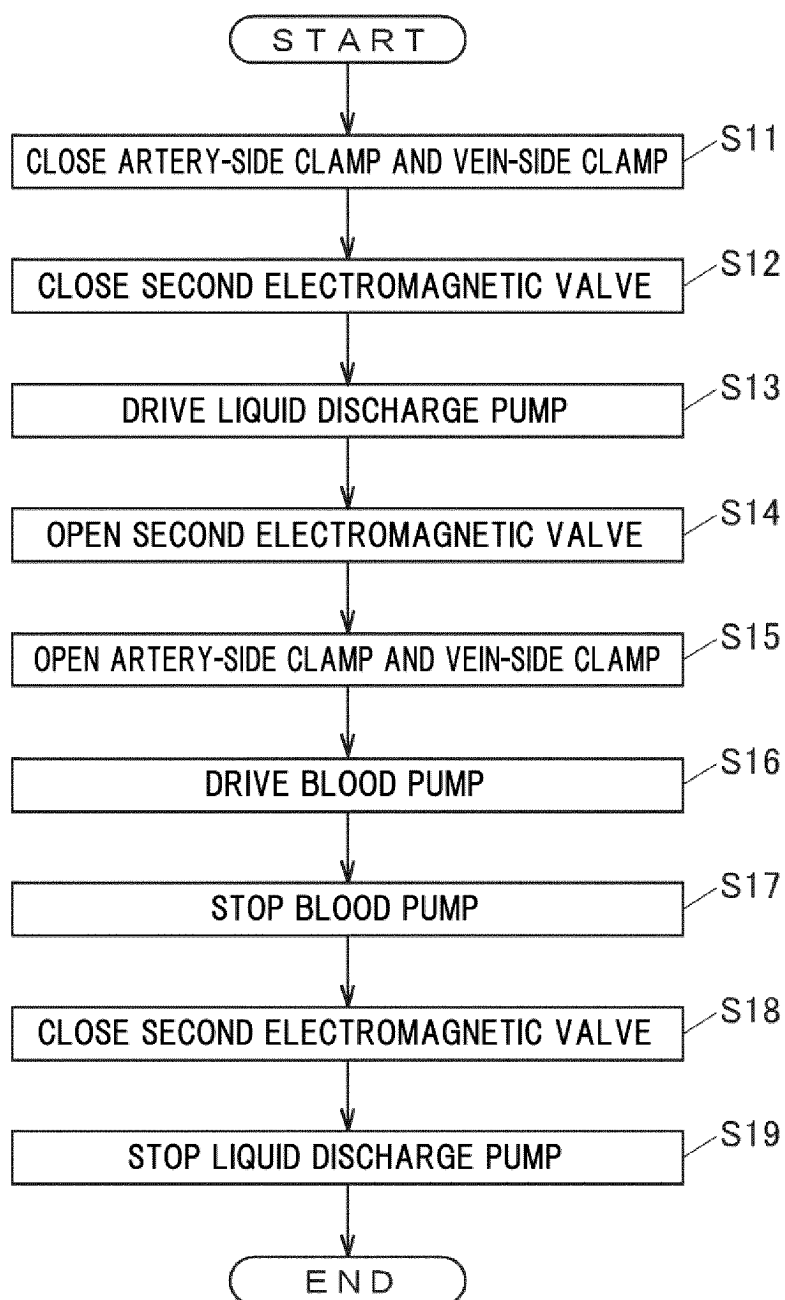 START
CLOSE ARTERY-SIDE CLAMP AND VEIN-SIDE CLAMP
S11
CLOSE SECOND ELECTROMAGNETIC VALVE
S12
DRIVE LIQUID DISCHARGE PUMP
S13
OPEN SECOND ELECTROMAGNETIC VALVE
S14
OPEN ARTERY-SIDE CLAMP AND VEIN-SIDE CLAMP
S15
DRIVE BLOOD PUMP
S16
STOP BLOOD PUMP
S17
CLOSE SECOND ELECTROMAGNETIC VALVE
S18
STOP LIQUID DISCHARGE PUMP
S19
END